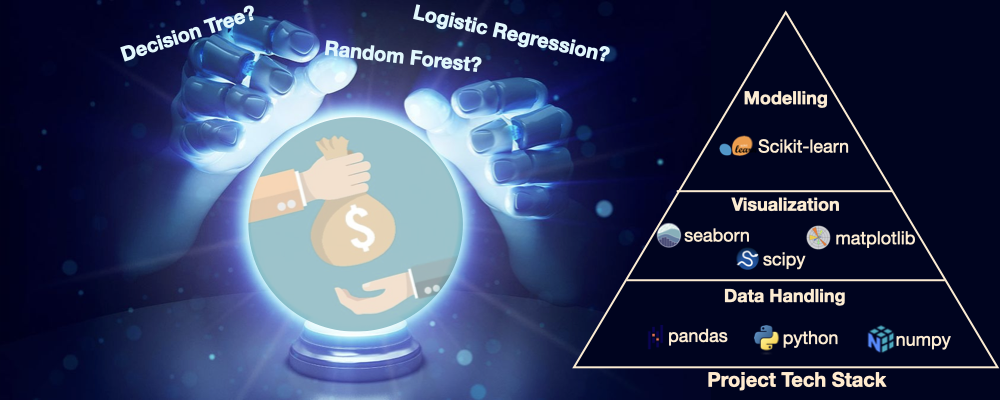 Decision Tree?
Logistic Regression?
Random Forest?
$
Modelling
learn Scikit-learn
Visualization
seaborn
matplotlib
scipy
Data Handling
pandas
python
numpy
Project Tech Stack